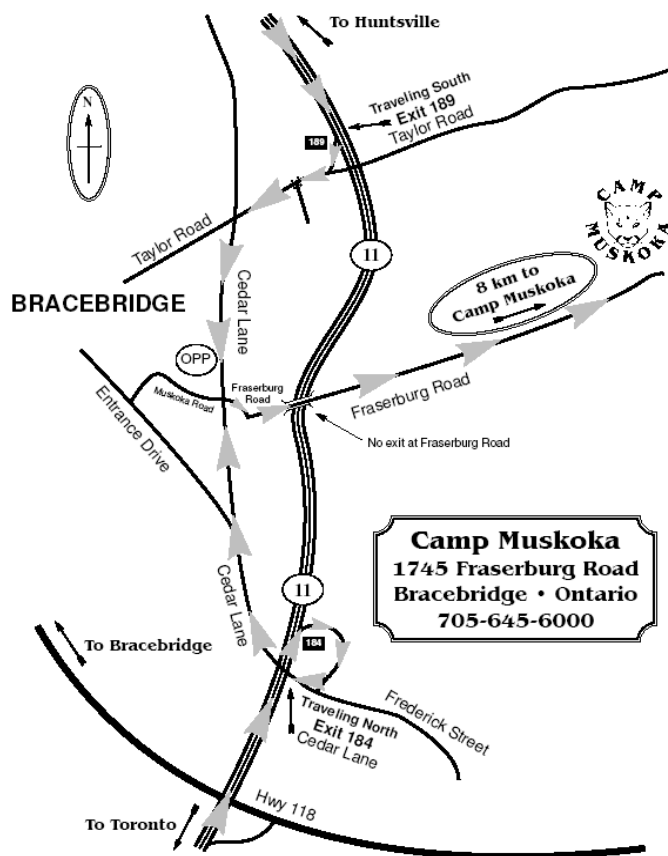 To Huntsville
N
Traveling South
Exit 189
Taylor Road
189
Taylor Road
CAMP
MUSKOKA
11
8 km to
Camp Muskoka
Cedar Lane
BRACEBRIDGE
OPP
Fraserburg
Road
Muskoka Road
Fraserburg Road
Entrance Drive
No exit at Fraserburg Road
Camp Muskoka
1745 Fraserburg Road
Bracebridge • Ontario
705-645-6000
Cedar Lane
11
184
To Bracebridge
Traveling North
Exit 184
Cedar Lane
Frederick Street
Hwy 118
To Toronto